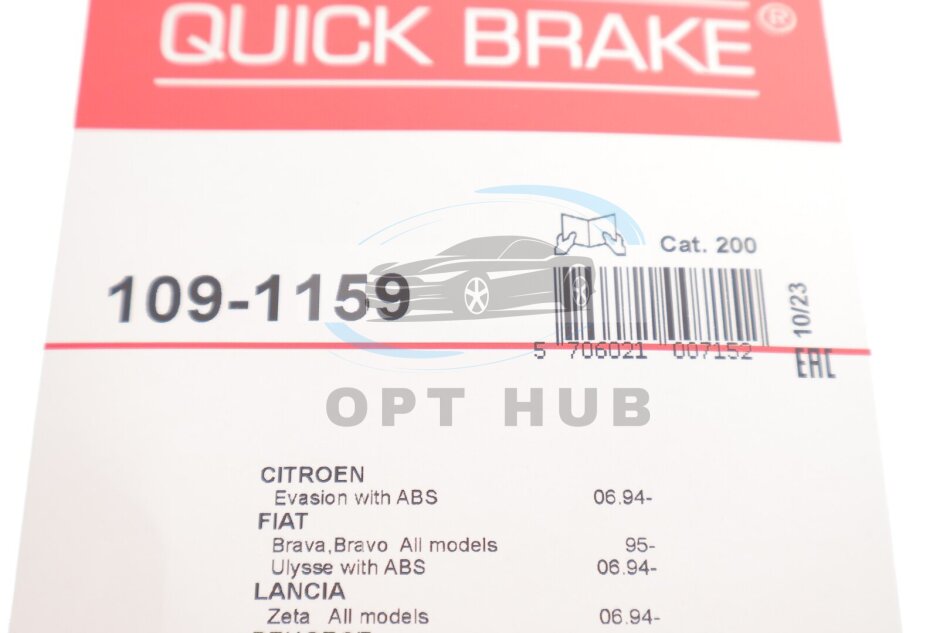 QUICK BRAKE®
Cat. 200
109-1159
10/23
5 706021 007152
EAC
OPT HUB
CITROEN
Evasion with ABS 06.94-
FIAT
Brava,Bravo All models 95-
Ulysse with ABS 06.94-
LANCIA
Zeta All models 06.94-